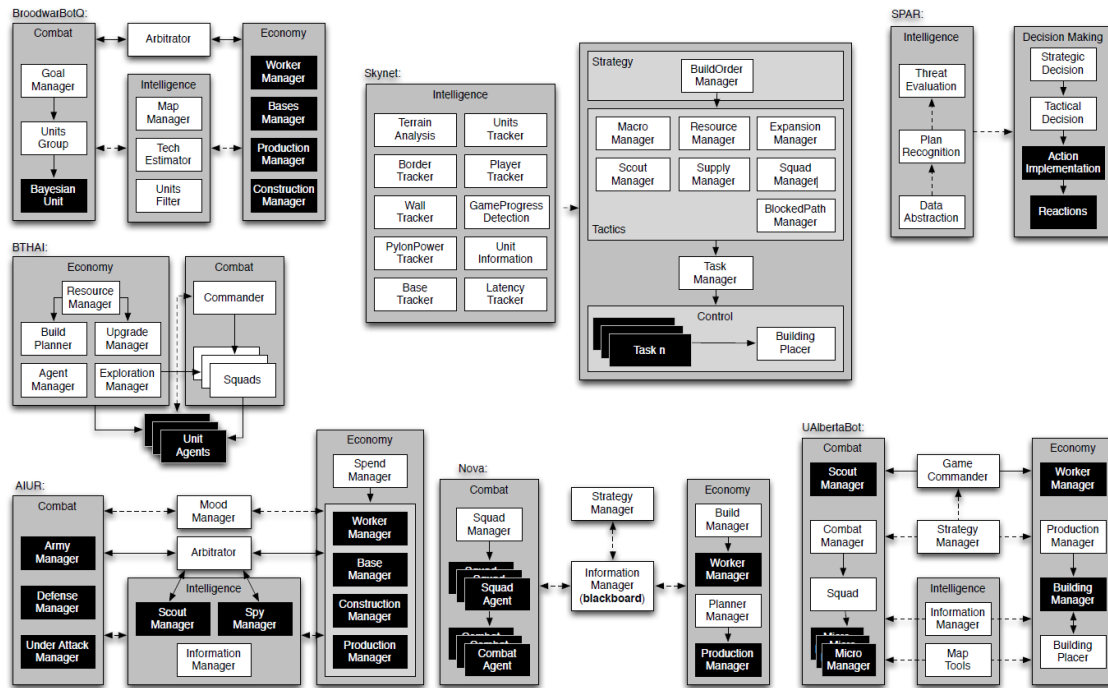 BroodwarBotQ:
Combat
Goal
Manager
Units
Group
Bayesian
Unit
Arbitrator
Intelligence
Map
Manager
Tech
Estimator
Units
Filter
Economy
Worker
Manager
Bases
Manager
Production
Manager
Construction
Manager
Skynet:
Intelligence
Terrain
Analysis
Units
Tracker
Border
Tracker
Player
Tracker
Wall
Tracker
GameProgress
Detection
PylonPower
Tracker
Unit
Information
Base
Tracker
Latency
Tracker
Strategy
BuildOrder
Manager
Macro
Manager
Resource
Manager
Expansion
Manager
Scout
Manager
Supply
Manager
Squad
Manager
BlockedPath
Manager
Tactics
Task
Manager
Control
Task n
Building
Placer
SPAR:
Intelligence
Threat
Evaluation
Plan
Recognition
Data
Abstraction
Decision Making
Strategic
Decision
Tactical
Decision
Action
Implementation
Reactions
BTHAI:
Economy
Resource
Manager
Build
Planner
Upgrade
Manager
Agent
Manager
Exploration
Manager
Combat
Commander
Squads
Unit
Agents
AIUR:
Combat
Army
Manager
Defense
Manager
Under Attack
Manager
Mood
Manager
Arbitrator
Intelligence
Scout
Manager
Spy
Manager
Information
Manager
Economy
Spend
Manager
Worker
Manager
Base
Manager
Construction
Manager
Production
Manager
Nova:
Combat
Squad
Manager
Squad
Agent
Combat
Agent
Strategy
Manager
Information
Manager
(blackboard)
Economy
Build
Manager
Worker
Manager
Planner
Manager
Production
Manager
UAlbertaBot:
Combat
Scout
Manager
Combat
Manager
Squad
Micro
Manager
Game
Commander
Strategy
Manager
Intelligence
Information
Manager
Map
Tools
Economy
Worker
Manager
Production
Manager
Building
Manager
Building
Placer